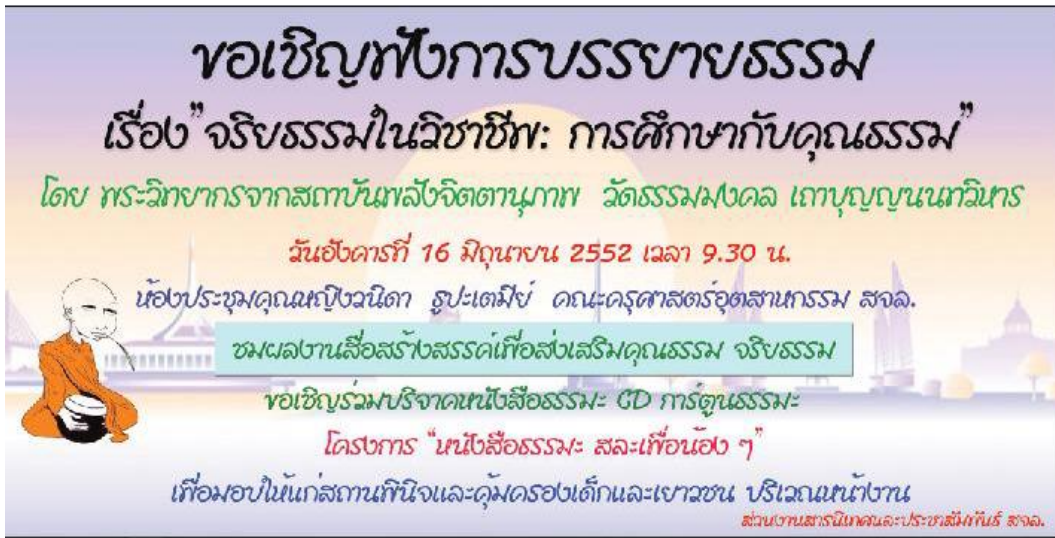 ขอเชิญฟังการบรรยายธรรม
เรื่อง"จริยธรรมในวิชาชีพ: การศึกษากับคุณธรรม"
โดย พระวิทยากรจากสถาบันพลังจิตตานุภาพ วัดธรรมมงคล เถาบุญญนนทวิหาร
วันอังคารที่ 16 มิถุนายน 2552 เวลา 9.30 น.
ห้องประชุมคุณหญิงวนิดา ธูปะเตมีย์ คณะครุศาสตร์อุตสาหกรรม สจล.
ชมผลงานสื่อสร้างสรรค์เพื่อส่งเสริมคุณธรรม จริยธรรม
ขอเชิญร่วมบริจาคหนังสือธรรมะ CD การ์ตูนธรรมะ
โครงการ "หนังสือธรรมะ สละเพื่อน้อง ๆ"
เพื่อมอบให้แก่สถานพินิจและคุ้มครองเด็กและเยาวชน บริเวณหน้างาน
ส่วนงานสารนิเทศและประชาสัมพันธ์ สจล.